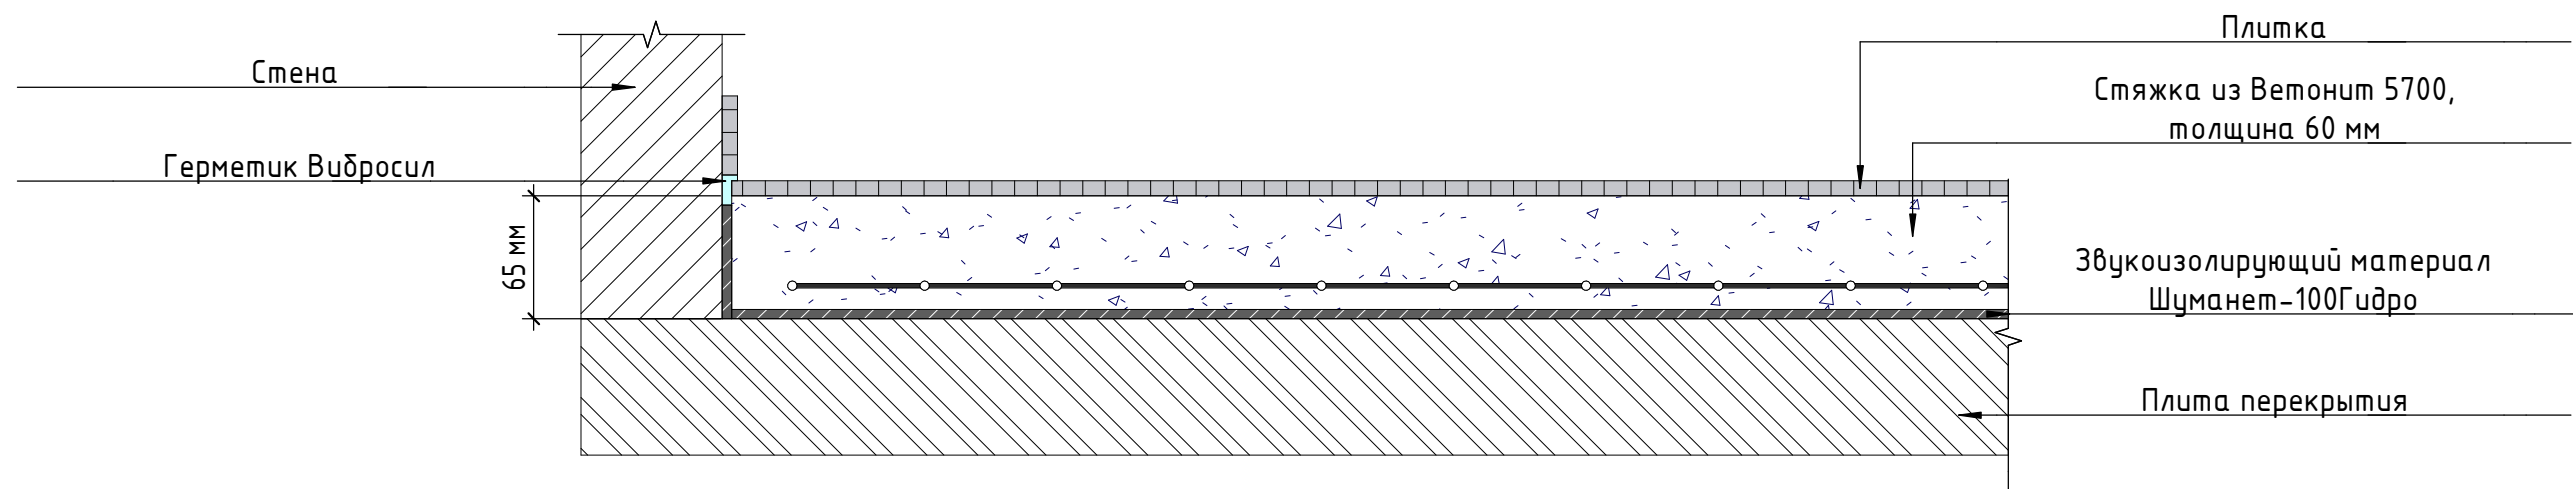 Плитка
Стена
Стяжка из Ветонит 5700,
толщина 60 мм
Герметик Вибросил
65 мм
Звукоизолирующий материал
Шуманет-100Гидро
Плита перекрытия